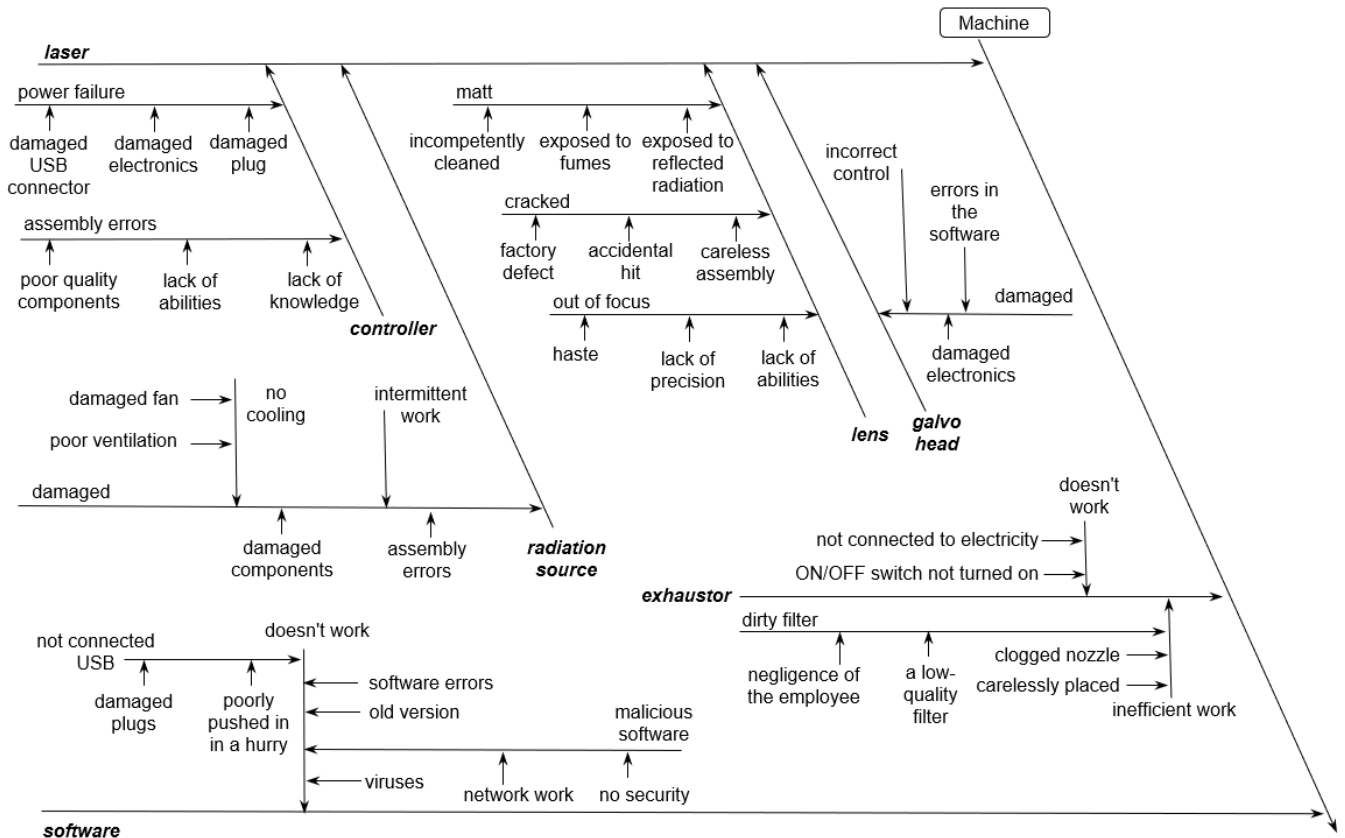 Machine
laser
power failure
damaged
USB
connector
damaged
electronics
damaged
plug
assembly errors
poor quality
components
lack of
abilities
lack of
knowledge
controller
matt
incompetently
cleaned
exposed to
fumes
exposed to
reflected
radiation
cracked
factory
defect
accidental
hit
careless
assembly
out of focus
haste
lack of
precision
lack of
abilities
lens
incorrect
control
errors in
the
software
damaged
damaged
electronics
galvo
head
damaged fan
poor ventilation
no
cooling
intermittent
work
damaged
damaged
components
assembly
errors
radiation
source
doesn't
work
not connected to electricity
ON/OFF switch not turned on
exhaustor
dirty filter
negligence of
the employee
a low-
quality
filter
clogged nozzle
carelessly placed
inefficient work
not connected
USB
damaged
plugs
poorly
pushed in
in a hurry
doesn't work
software errors
old version
malicious
software
network work
no security
viruses
software